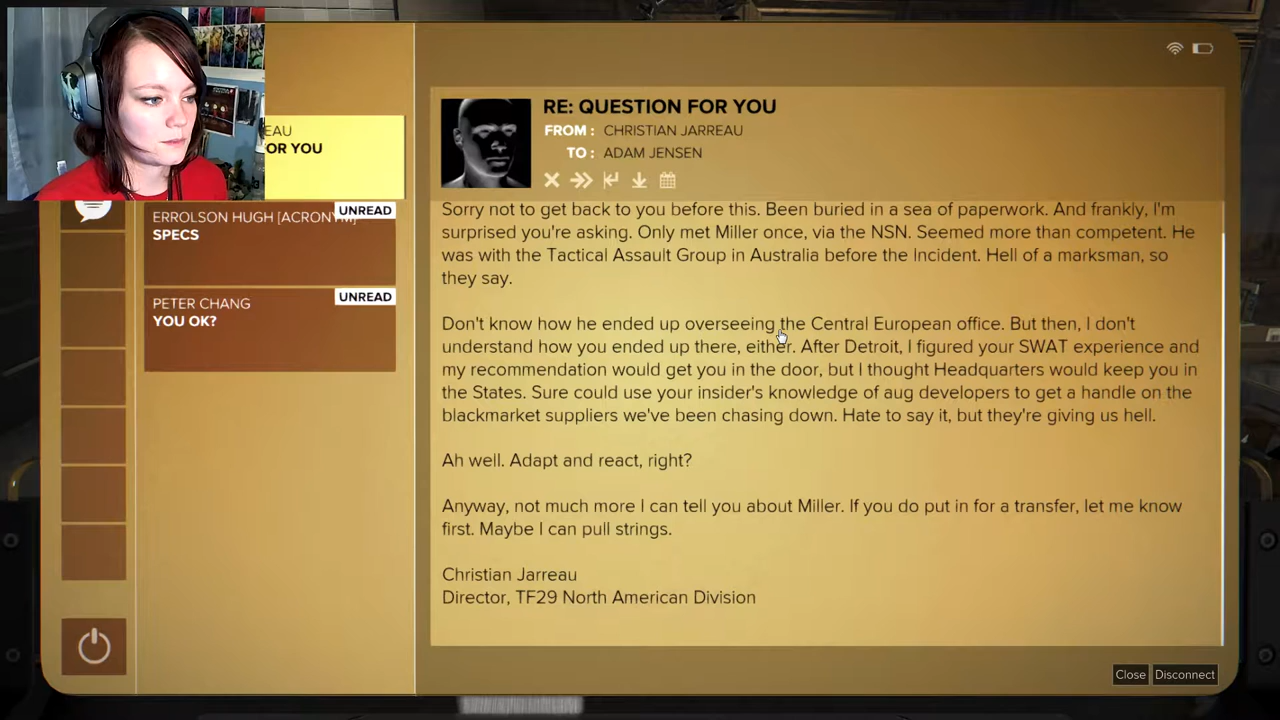 EAU
OR YOU
UNREAD
ERROLSON HUGH [ACRONYM]
SPECS
UNREAD
PETER CHANG
YOU OK?
RE: QUESTION FOR YOU
FROM : CHRISTIAN JARREAU
TO : ADAM JENSEN
Sorry not to get back to you before this. Been buried in a sea of paperwork. And frankly, I'm
surprised you're asking. Only met Miller once, via the NSN. Seemed more than competent. He
was with the Tactical Assault Group in Australia before the Incident. Hell of a marksman, so
they say.
Don't know how he ended up overseeing the Central European office. But then, I don't
understand how you ended up there, either. After Detroit, I figured your SWAT experience and
my recommendation would get you in the door, but I thought Headquarters would keep you in
the States. Sure could use your insider's knowledge of aug developers to get a handle on the
blackmarket suppliers we've been chasing down. Hate to say it, but they're giving us hell.
Ah well. Adapt and react, right?
Anyway, not much more I can tell you about Miller. If you do put in for a transfer, let me know
first. Maybe I can pull strings.
Christian Jarreau
Director, TF29 North American Division
Close Disconnect